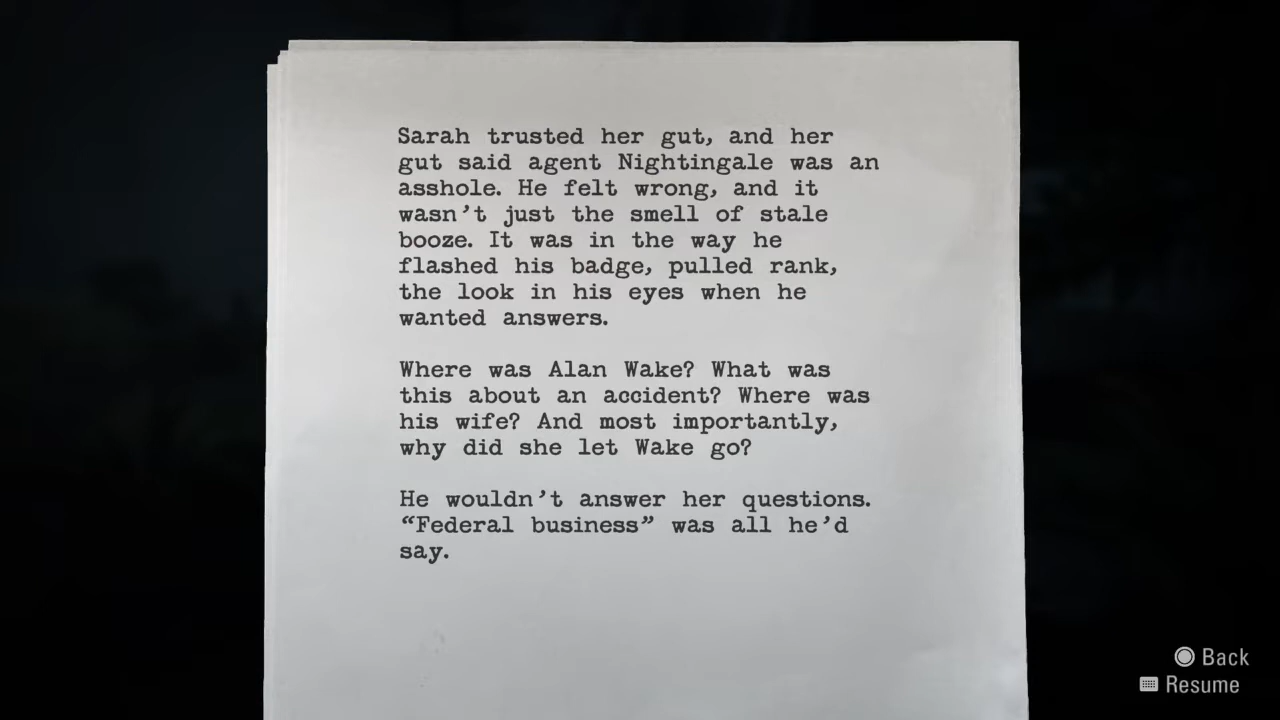 Sarah trusted her gut, and her
gut said agent Nightingale was an
asshole. He felt wrong, and it
wasn’t just the smell of stale
booze. It was in the way he
flashed his badge, pulled rank,
the look in his eyes when he
wanted answers.
Where was Alan Wake? What was
this about an accident? Where was
his wife? And most importantly,
why did she let Wake go?
He wouldn’t answer her questions.
“Federal business” was all he’d
say.
Back
Resume